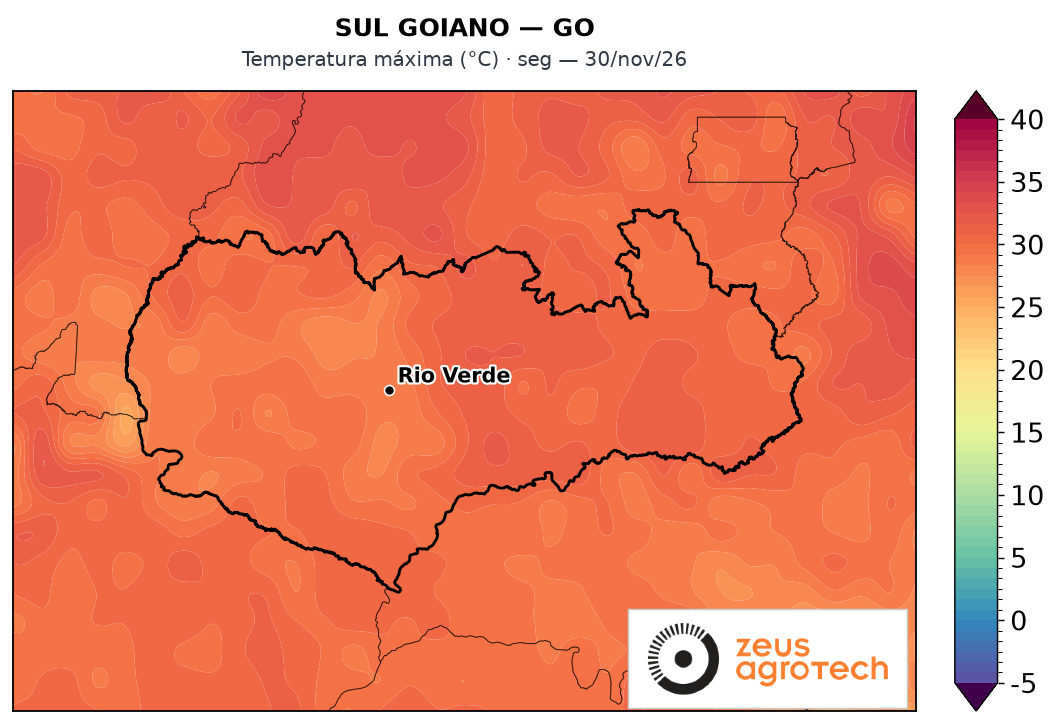 SUL GOIANO — GO
Temperatura máxima (°C) · seg — 30/nov/26
Rio Verde
40
35
30
25
20
15
10
5
0
-5
zeus
agrotech